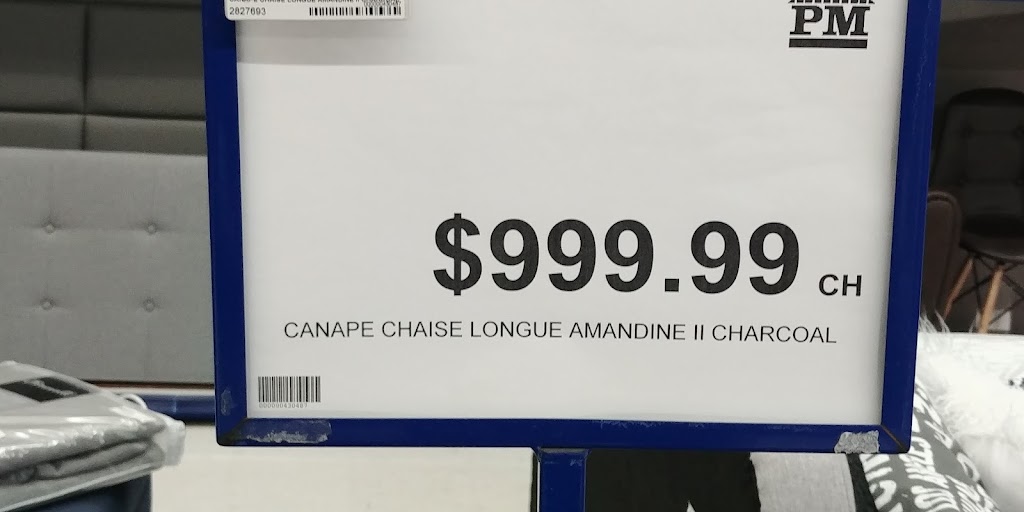 2827693
PM
$999.99 CH
CANAPE CHAISE LONGUE AMANDINE II CHARCOAL